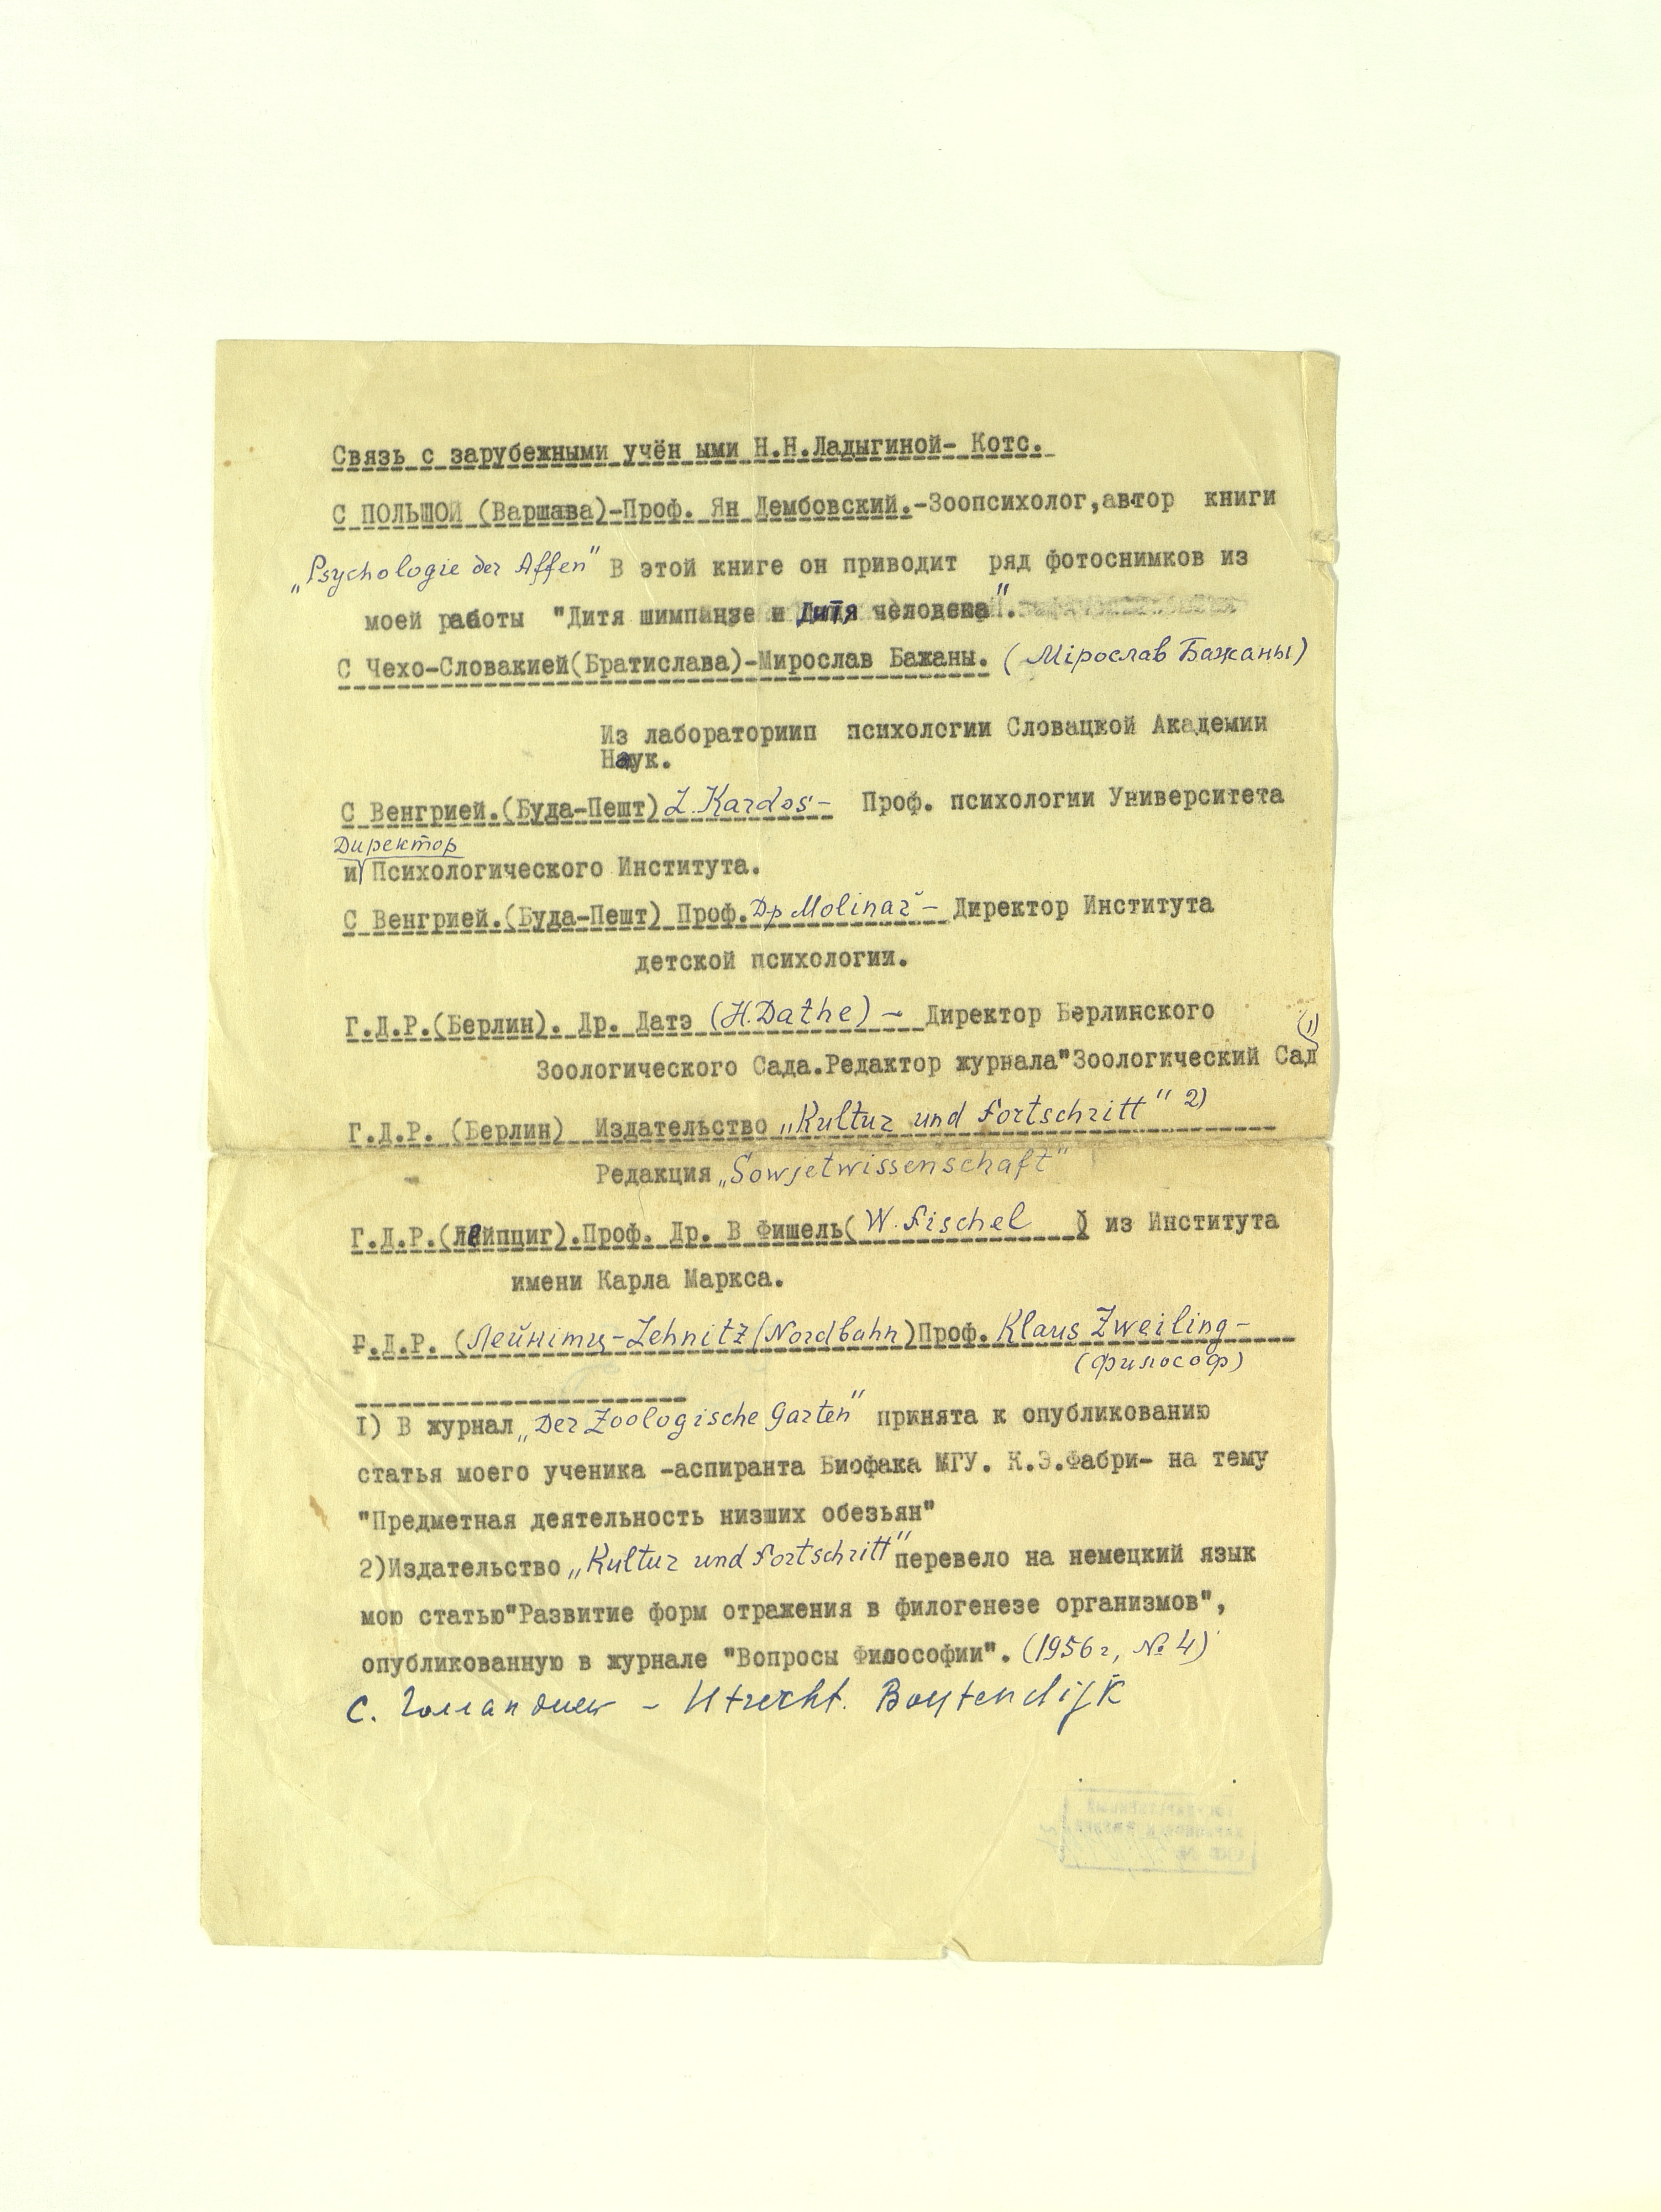 Связь с зарубежными учён ыми Н.Н.Ладыгиной- Котс.
С ПОЛЬШОЙ (Варшава)-Проф. Ян Дембовский.-Зоопсихолог,автор книги
„Psychologie der Affen" В этой книге он приводит ряд фотоснимков из
моей работы "Дитя шимпанзе и Дитя человека".
С Чехо-Словакией(Братислава)-Мирослав Бажаны. (Мірослав Бажаны)
Из лабораториип психологии Словацкой Академии
Наук.
С Венгрией.(Буда-Пешт) L. Kardos - Проф. психологии Университета
Директор
и Психологического Института.
С Венгрией.(Буда-Пешт) Проф. Др Molinar - Директор Института
детской психологии.
Г.Д.Р.(Берлин). Др. Датэ (H. Dathe) - Директор Берлинского
1)
Зоологического Сада.Редактор журнала"Зоологический Сад
Г.Д.Р. (Берлин) Издательство „Kultur und Fortschritt" 2)
Редакция „Sowjetwissenschaft"
Г.Д.Р.(Лейпциг).Проф. Др. В Фишель( W. Fischel ) из Института
имени Карла Маркса.
Г.Д.Р. (Лейнітц-Lehnitz (Nordbahn) Проф. Klaus Zweiling -
(философ)
I) В журнал „Der Zoologische Garten" принята к опубликованию
статья моего ученика -аспиранта Биофака МГУ. К.Э.Фабри- на тему
"Предметная деятельность низших обезьян"
2)Издательство „Kultur und Fortschritt" перевело на немецкий язык
мою статью"Развитие форм отражения в филогенезе организмов",
опубликованную в журнале "Вопросы Философии". (1956 г, № 4)
С. Голландией - Utrecht. Boytendijk